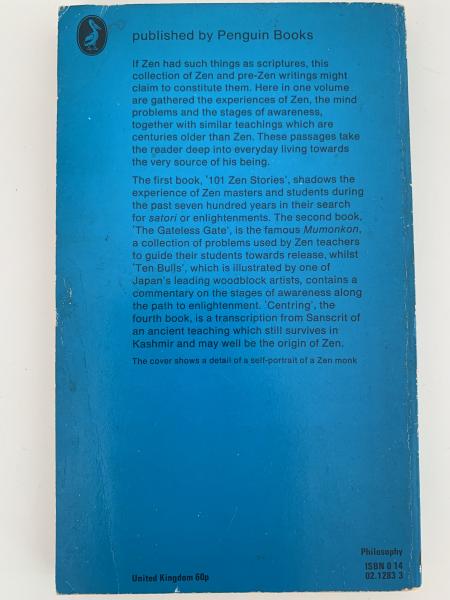 published by Penguin Books
If Zen had such things as scriptures, this
collection of Zen and pre-Zen writings might
claim to constitute them. Here in one volume
are gathered the experiences of Zen, the mind
problems and the stages of awareness,
together with similar teachings which are
centuries older than Zen. These passages take
the reader deep into everyday living towards
the very source of his being.
The first book, '101 Zen Stories', shadows the
experience of Zen masters and students during
the past seven hundred years in their search
for satori or enlightenments. The second book,
'The Gateless Gate', is the famous Mumonkon,
a collection of problems used by Zen teachers
to guide their students towards release, whilst
'Ten Bulls', which is illustrated by one of
Japan's leading woodblock artists, contains a
commentary on the stages of awareness along
the path to enlightenment. 'Centring', the
fourth book, is a transcription from Sanscrit of
an ancient teaching which still survives in
Kashmir and may well be the origin of Zen.
The cover shows a detail of a self-portrait of a Zen monk
Philosophy
ISBN 0 14
02.1283 3
United Kingdom 60p